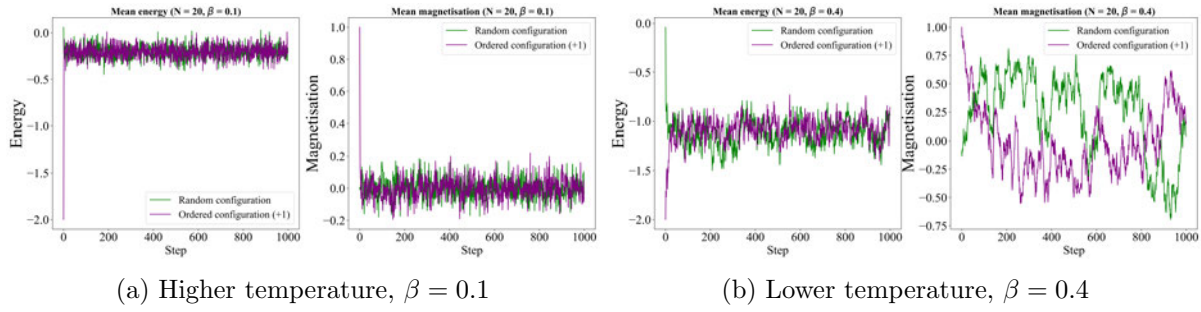 Mean energy (N = 20, β = 0.1)
Energy
0.0
−0.5
−1.0
−1.5
−2.0
Random configuration
Ordered configuration (+1)
0 200 400 600 800 1000
Step
Mean magnetisation (N = 20, β = 0.1)
Magnetisation
1.0
0.8
0.6
0.4
0.2
0.0
−0.2
Random configuration
Ordered configuration (+1)
0 200 400 600 800 1000
Step
(a) Higher temperature, β = 0.1
Mean energy (N = 20, β = 0.4)
Energy
0.0
−0.5
−1.0
−1.5
−2.0
Random configuration
Ordered configuration (+1)
0 200 400 600 800 1000
Step
Mean magnetisation (N = 20, β = 0.4)
Magnetisation
1.00
0.75
0.50
0.25
0.00
−0.25
−0.50
−0.75
Random configuration
Ordered configuration (+1)
0 200 400 600 800 1000
Step
(b) Lower temperature, β = 0.4